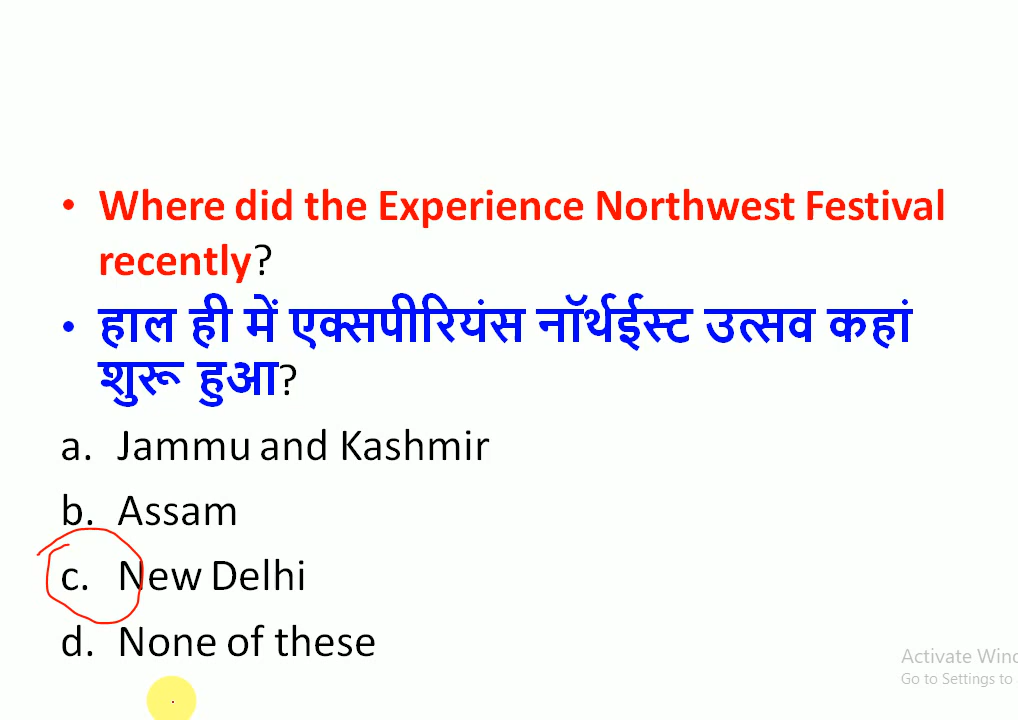 • Where did the Experience Northwest Festival
recently?
• हाल ही में एक्सपीरियंस नॉर्थईस्ट उत्सव कहां
शुरू हुआ?
a. Jammu and Kashmir
b. Assam
c. New Delhi
d. None of these
Activate Wind
Go to Settings to